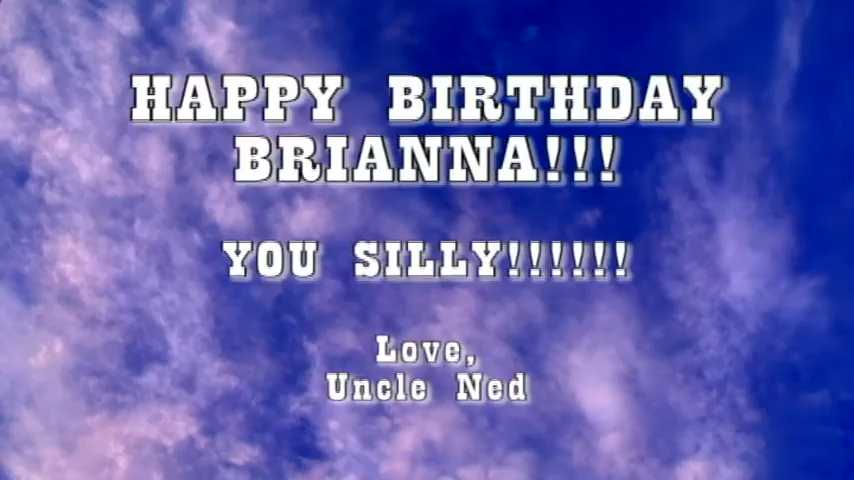 HAPPY BIRTHDAY
BRIANNA!!!
YOU SILLY!!!!!!
Love,
Uncle Ned